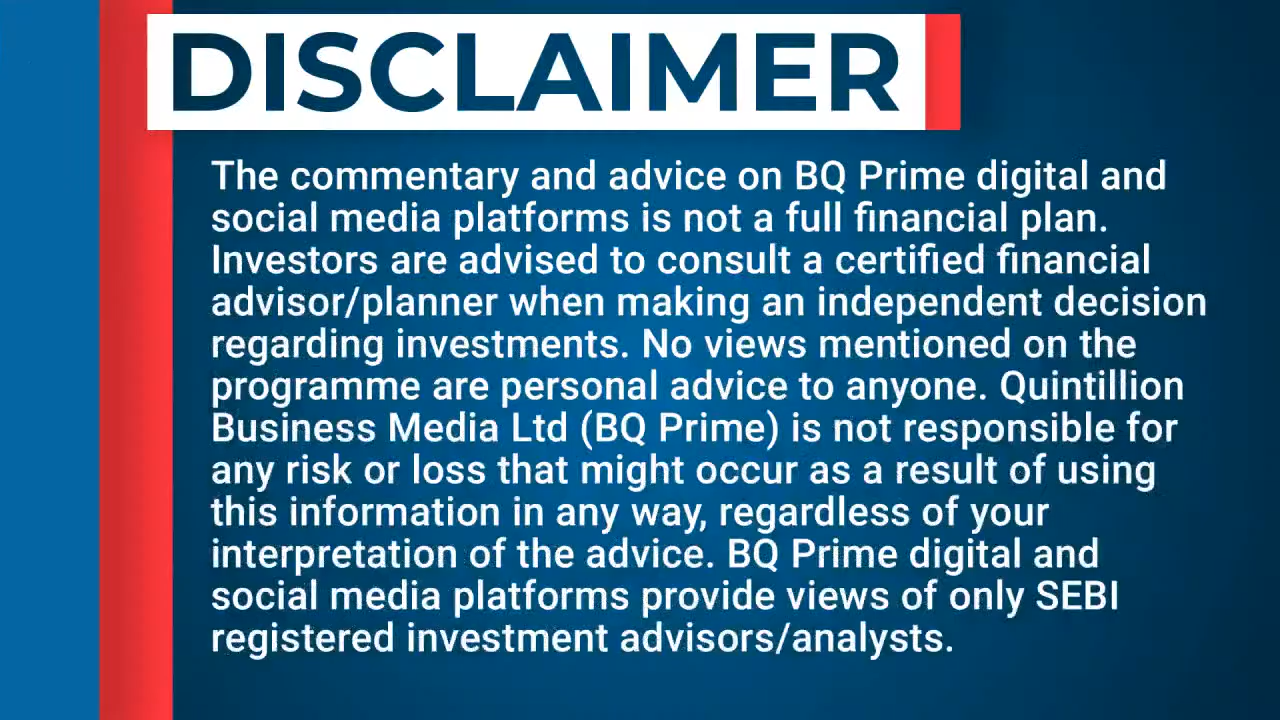 DISCLAIMER
The commentary and advice on BQ Prime digital and
social media platforms is not a full financial plan.
Investors are advised to consult a certified financial
advisor/planner when making an independent decision
regarding investments. No views mentioned on the
programme are personal advice to anyone. Quintillion
Business Media Ltd (BQ Prime) is not responsible for
any risk or loss that might occur as a result of using
this information in any way, regardless of your
interpretation of the advice. BQ Prime digital and
social media platforms provide views of only SEBI
registered investment advisors/analysts.